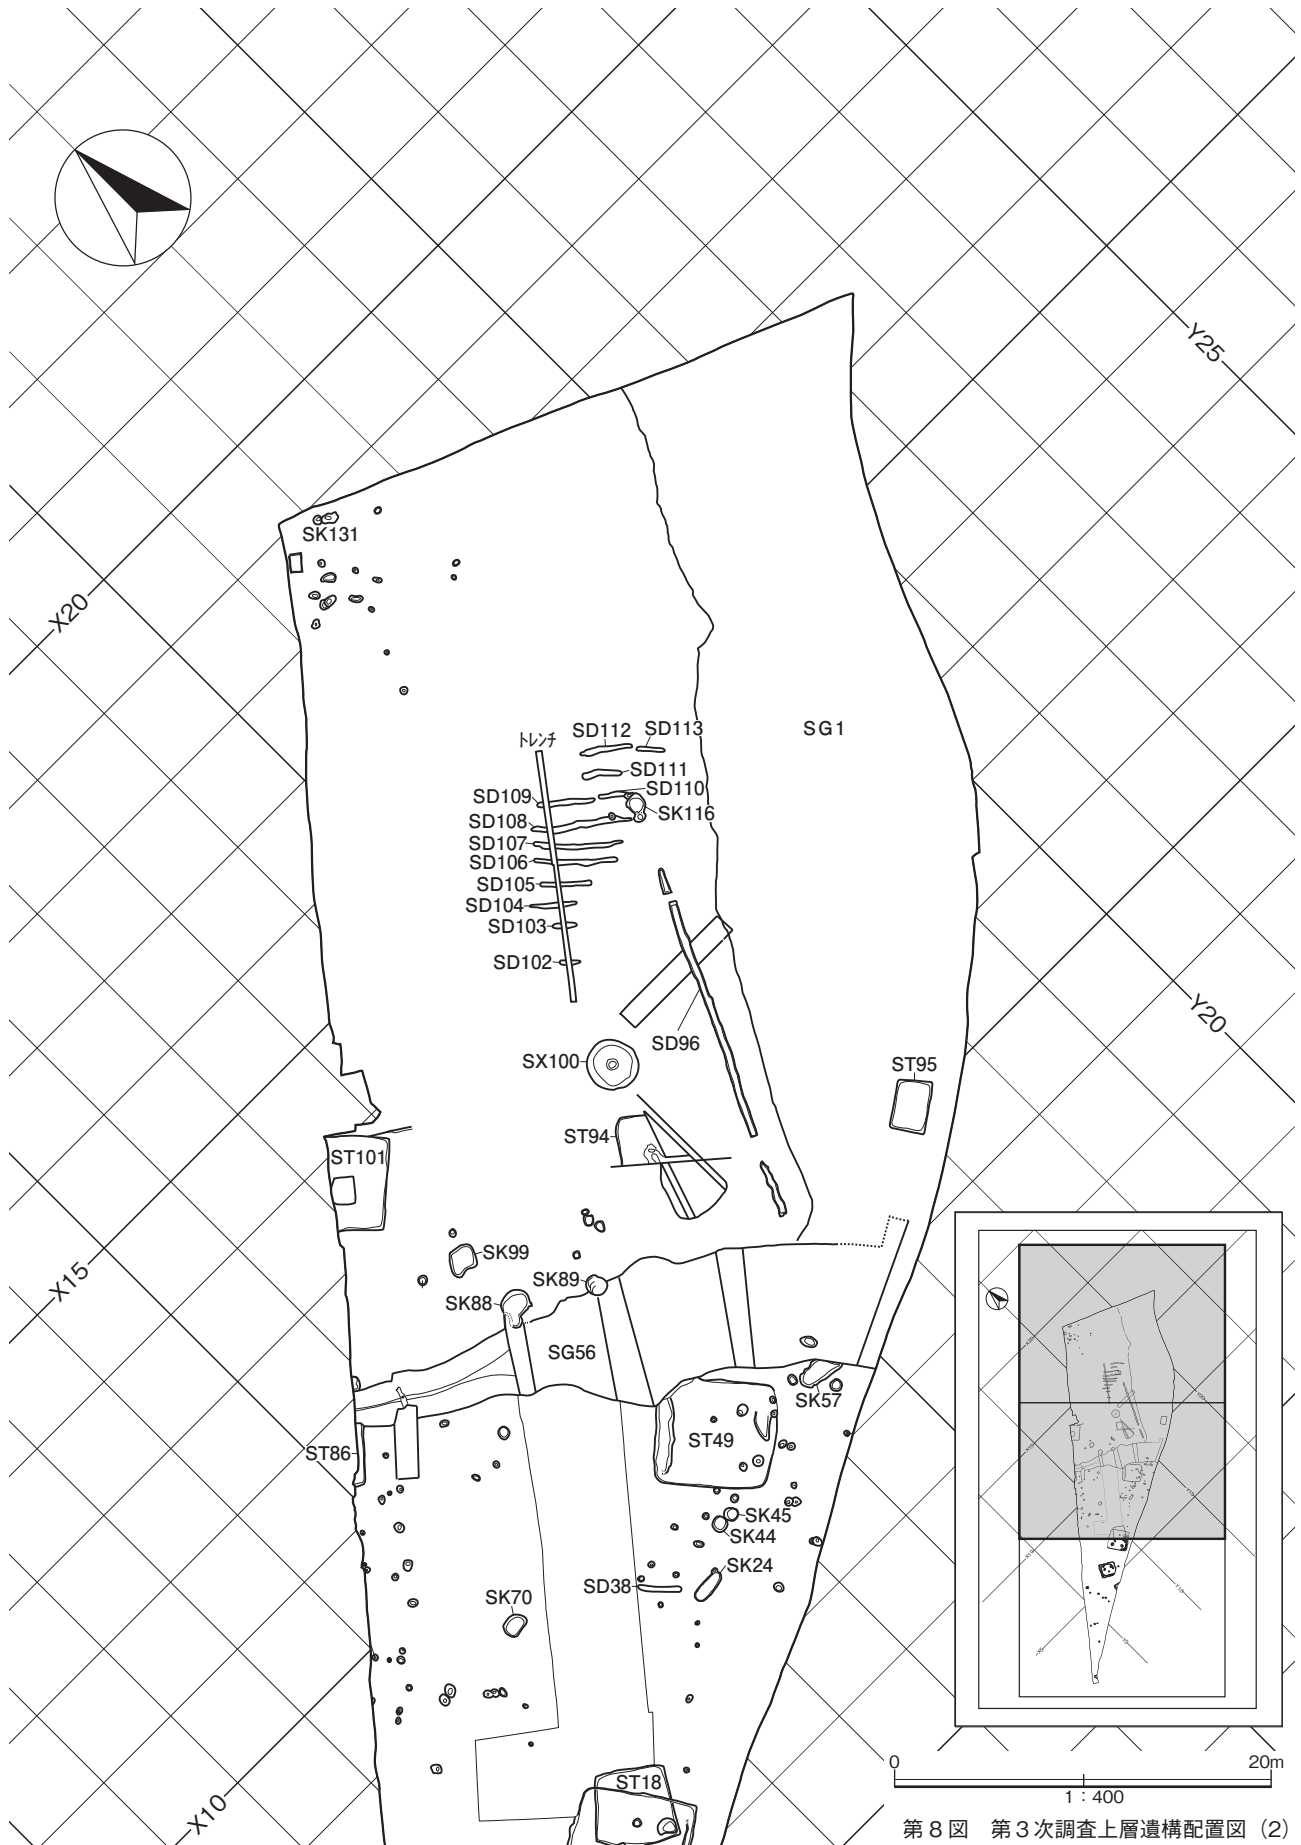 Y25
SK131
X20
SD112
SD113
SG1
トレンチ
SD111
SD110
SD109
SK116
SD108
SD107
SD106
SD105
SD104
SD103
SD102
Y20
SD96
SX100
ST95
ST94
ST101
SK99
SK89
X15
SK88
SG56
SK57
ST49
ST86
SK45
SK44
SK24
SD38
SK70
0
20m
ST18
1：400
X10
第８図　第３次調査上層遺構配置図（2）